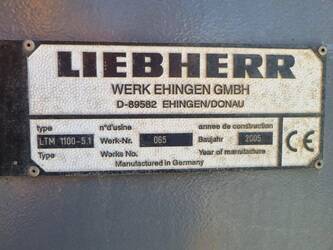 LIEBHERR
WERK EHINGEN GMBH
D-89582 EHINGEN/DONAU
type n°d'usine annee de construction
LTM 1100-5.1 Werk-Nr. 065 Baujahr 2005 CE
Type Works No. Year of manufacture
Manufactured in Germany